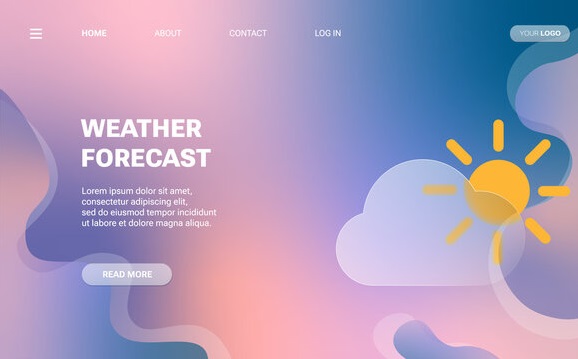 HOME ABOUT CONTACT LOG IN YOUR LOGO
WEATHER
FORECAST
Lorem ipsum dolor sit amet,
consectetur adipiscing elit,
sed do eiusmod tempor incididunt
ut labore et dolore magna aliqua.
READ MORE